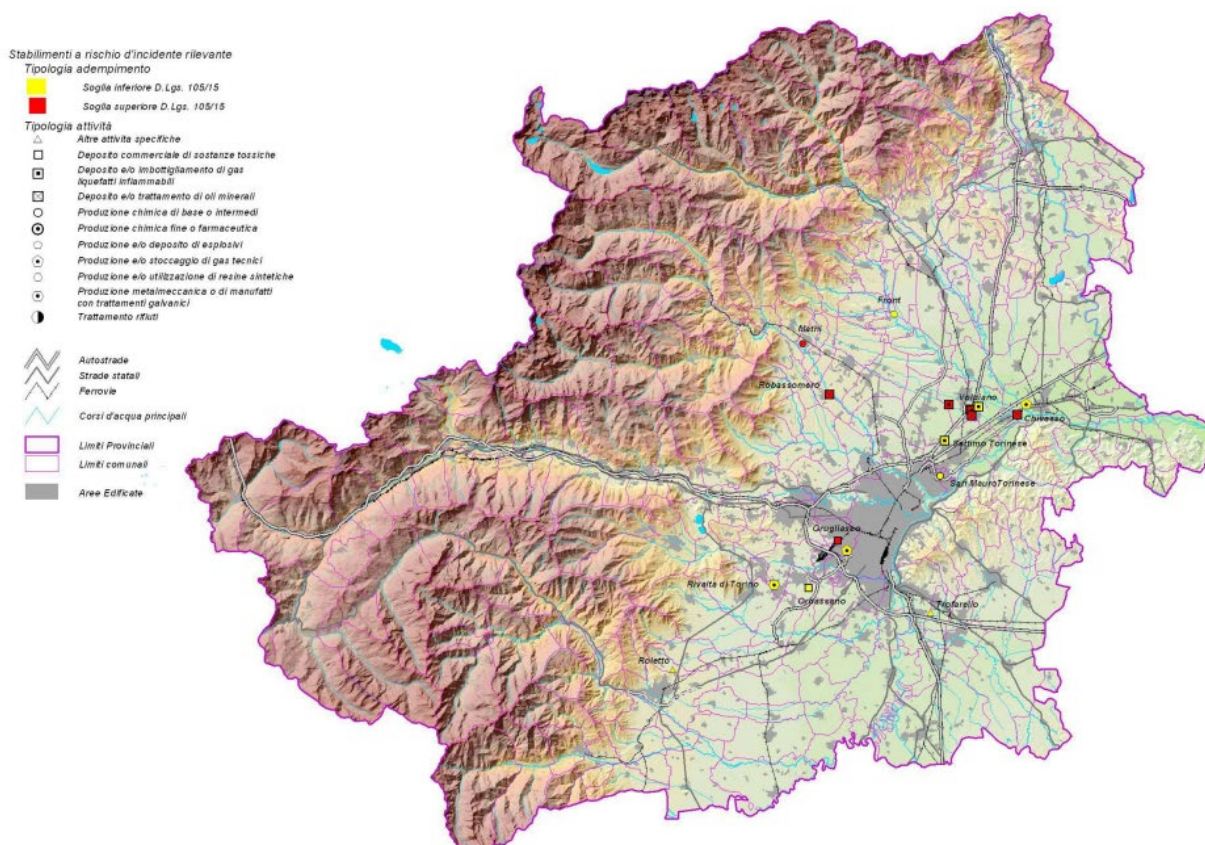 Stabilimenti a rischio d'incidente rilevante
Tipologia adempimento
Soglia inferiore D.Lgs. 105/15
Soglia superiore D.Lgs. 105/15
Tipologia attività
Altre attivita specifiche
Deposito commerciale di sostanze tossiche
Deposito e/o imbottigliamento di gas
liquefatti infiammabili
Deposito e/o trattamento di oli minerali
Produzione chimica di base o intermedi
Produzione chimica fine o farmaceutica
Produzione e/o deposito di esplosivi
Produzione e/o stoccaggio di gas tecnici
Produzione e/o utilizzazione di resine sintetiche
Produzione metalmeccanica o di manufatti
con trattamenti galvanici
Trattamento rifiuti
Autostrade
Strade statali
Ferrovie
Corsi d'acqua principali
Limiti Provinciali
Limiti comunali
Aree Edificate
Front
Mathi
Robassomero
Volpiano
Chivasso
Settimo Torinese
San MauroTorinese
Grugliasco
Rivalta di Torino
Orbassano
Trofarello
Roletto